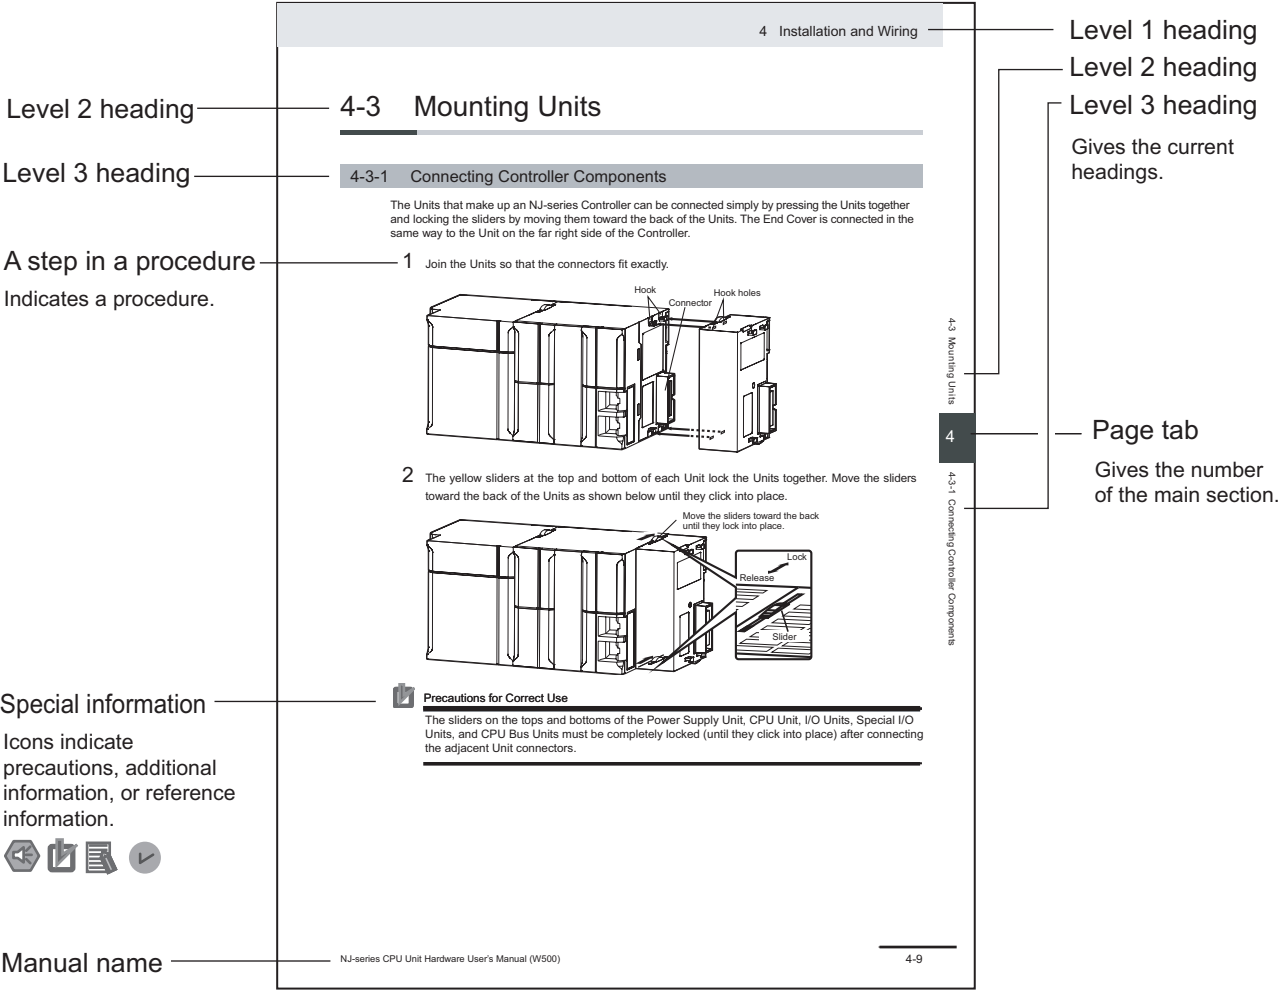 4 Installation and Wiring
Level 1 heading
Level 2 heading
Level 3 heading
Gives the current
headings.
Level 2 heading
4-3 Mounting Units
Level 3 heading
4-3-1 Connecting Controller Components
The Units that make up an NJ-series Controller can be connected simply by pressing the Units together
and locking the sliders by moving them toward the back of the Units. The End Cover is connected in the
same way to the Unit on the far right side of the Controller.
A step in a procedure
Indicates a procedure.
1 Join the Units so that the connectors fit exactly.
Hook
Connector
Hook holes
4-3 Mounting Units
4
4-3-1 Connecting Controller Components
Page tab
Gives the number
of the main section.
2 The yellow sliders at the top and bottom of each Unit lock the Units together. Move the sliders
toward the back of the Units as shown below until they click into place.
Move the sliders toward the back
until they lock into place.
Lock
Release
Slider
Special information
Icons indicate
precautions, additional
information, or reference
information.
Precautions for Correct Use
The sliders on the tops and bottoms of the Power Supply Unit, CPU Unit, I/O Units, Special I/O
Units, and CPU Bus Units must be completely locked (until they click into place) after connecting
the adjacent Unit connectors.
Manual name
NJ-series CPU Unit Hardware User's Manual (W500)
4-9